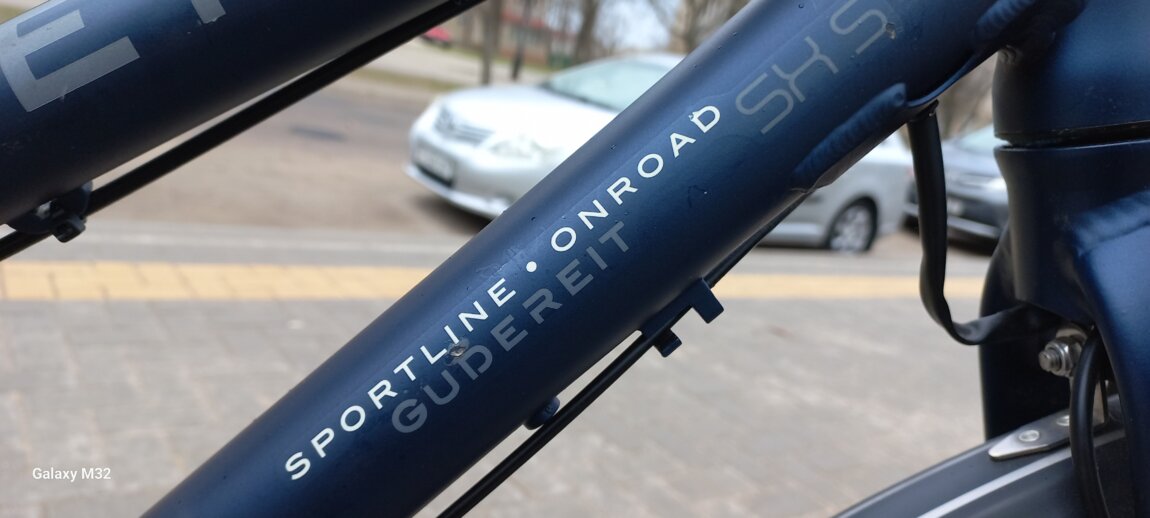 SX S
SPORTLINE • ONROAD
GUDEREIT
Galaxy M32